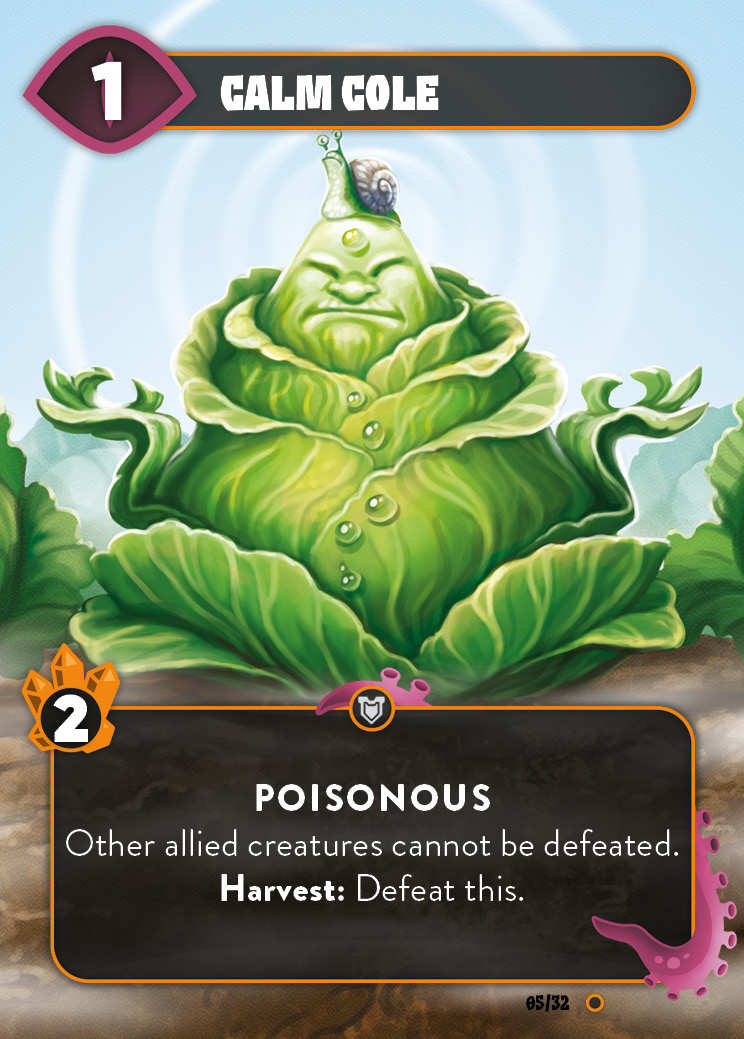 1
CALM COLE
2
POISONOUS
Other allied creatures cannot be defeated.
Harvest: Defeat this.
05/32